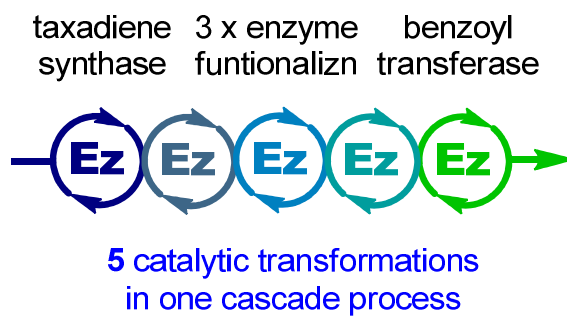 taxadiene 3 x enzyme benzoyl
synthase funtionalizn transferase
Ez Ez Ez Ez Ez
5 catalytic transformations
in one cascade process